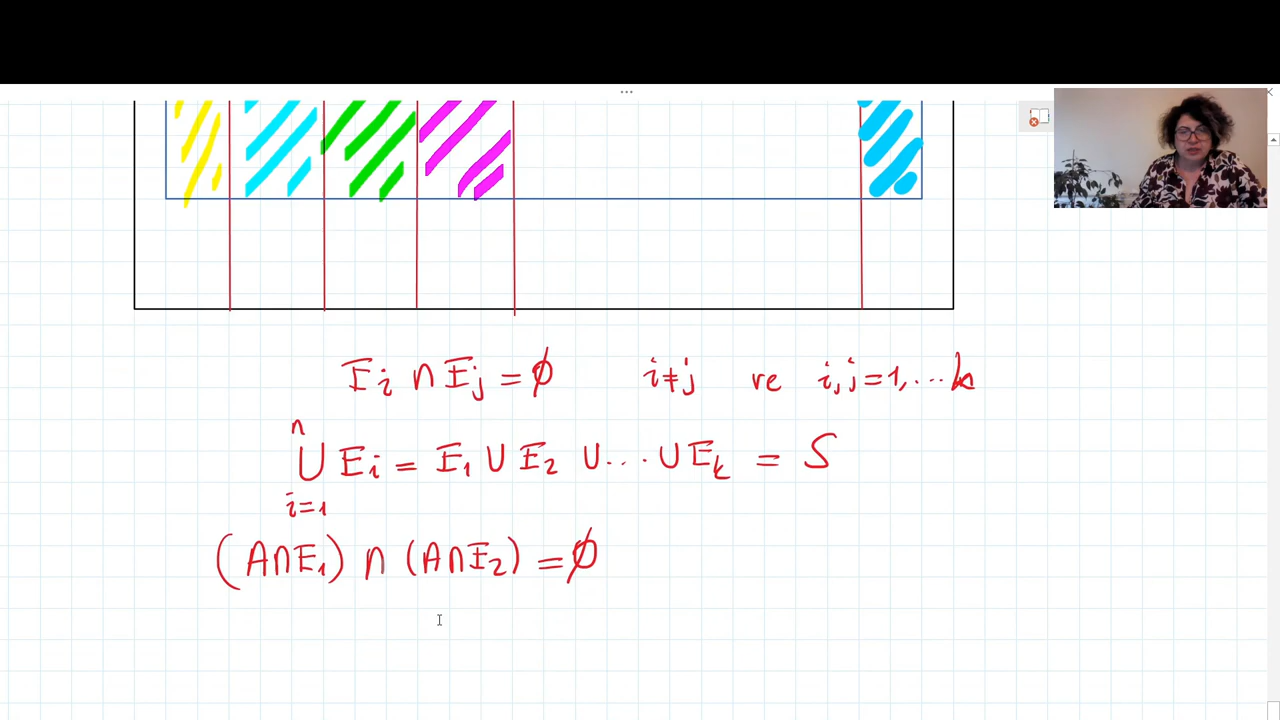 Ei ∩ Ej = ∅ i≠j ve i,j=1,...k
n
∪ Ei = E1 ∪ E2 ∪... ∪ Ek = S
i=1
(A∩E1) ∩ (A∩E2) = ∅